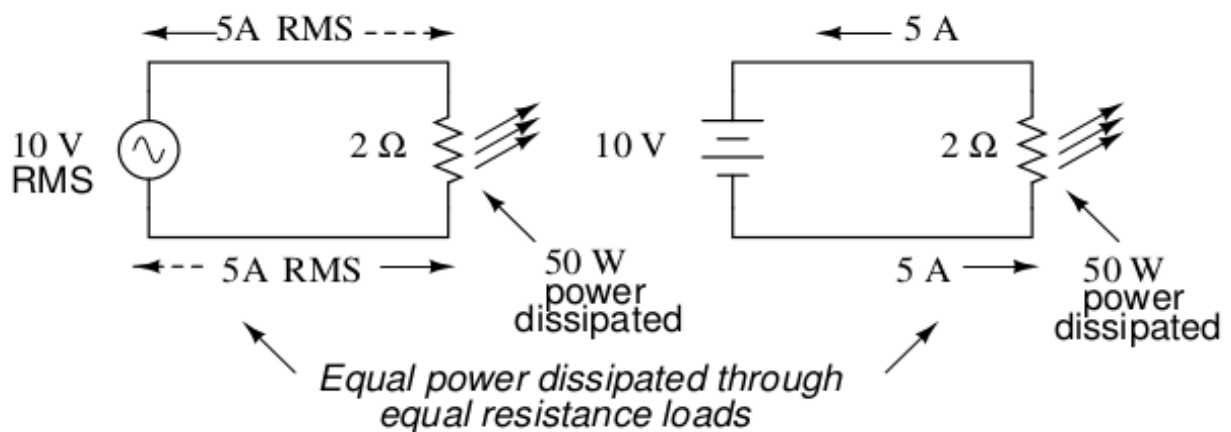 5A RMS
5 A
10 V
RMS
2 Ω
10 V
2 Ω
5A RMS
50 W
power
dissipated
5 A
50 W
power
dissipated
Equal power dissipated through
equal resistance loads